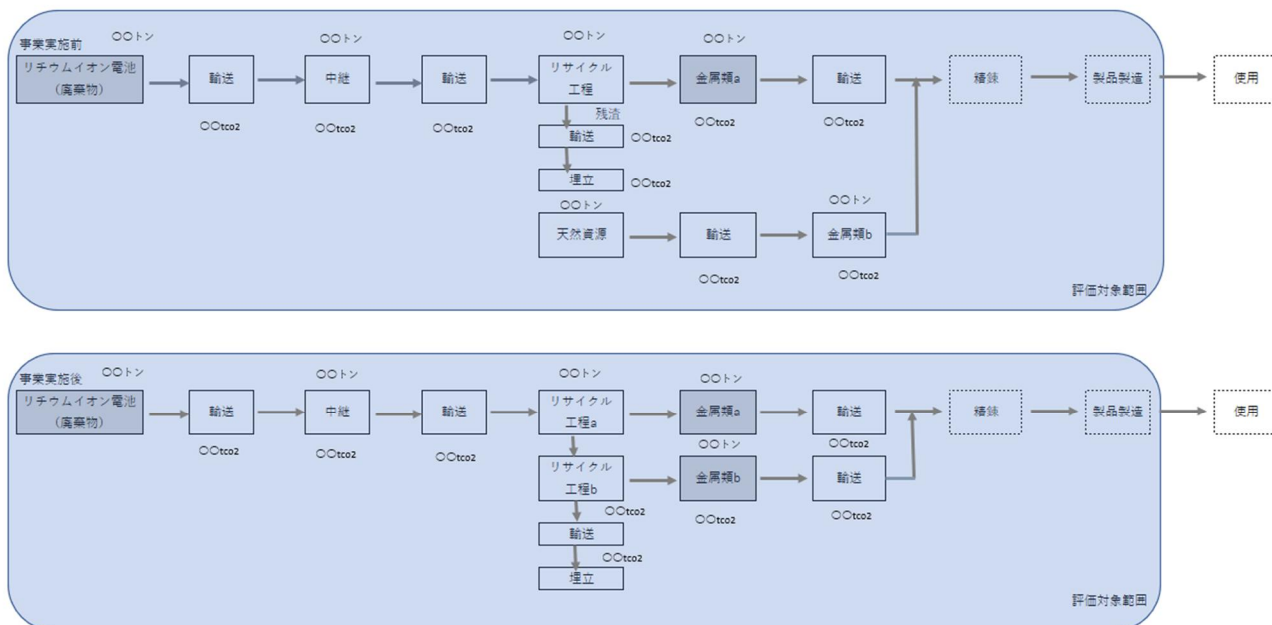 事業実施前
〇〇トン
〇〇トン
〇〇トン
〇〇トン
リチウムイオン電池
（廃棄物）
輸送
中継
輸送
リサイクル
工程
金属類a
輸送
精錬
製品製造
使用
〇〇tco2
〇〇tco2
〇〇tco2
残渣
〇〇tco2
〇〇tco2
輸送
〇〇tco2
埋立
〇〇tco2
〇〇トン
〇〇トン
天然資源
輸送
金属類b
〇〇tco2
〇〇tco2
評価対象範囲
事業実施後
〇〇トン
〇〇トン
〇〇トン
〇〇トン
リチウムイオン電池
（廃棄物）
輸送
中継
輸送
リサイクル
工程a
金属類a
輸送
精錬
製品製造
使用
〇〇tco2
〇〇tco2
〇〇tco2
〇〇トン
〇〇tco2
リサイクル
工程b
金属類b
輸送
〇〇tco2
〇〇tco2
〇〇tco2
輸送
〇〇tco2
埋立
評価対象範囲